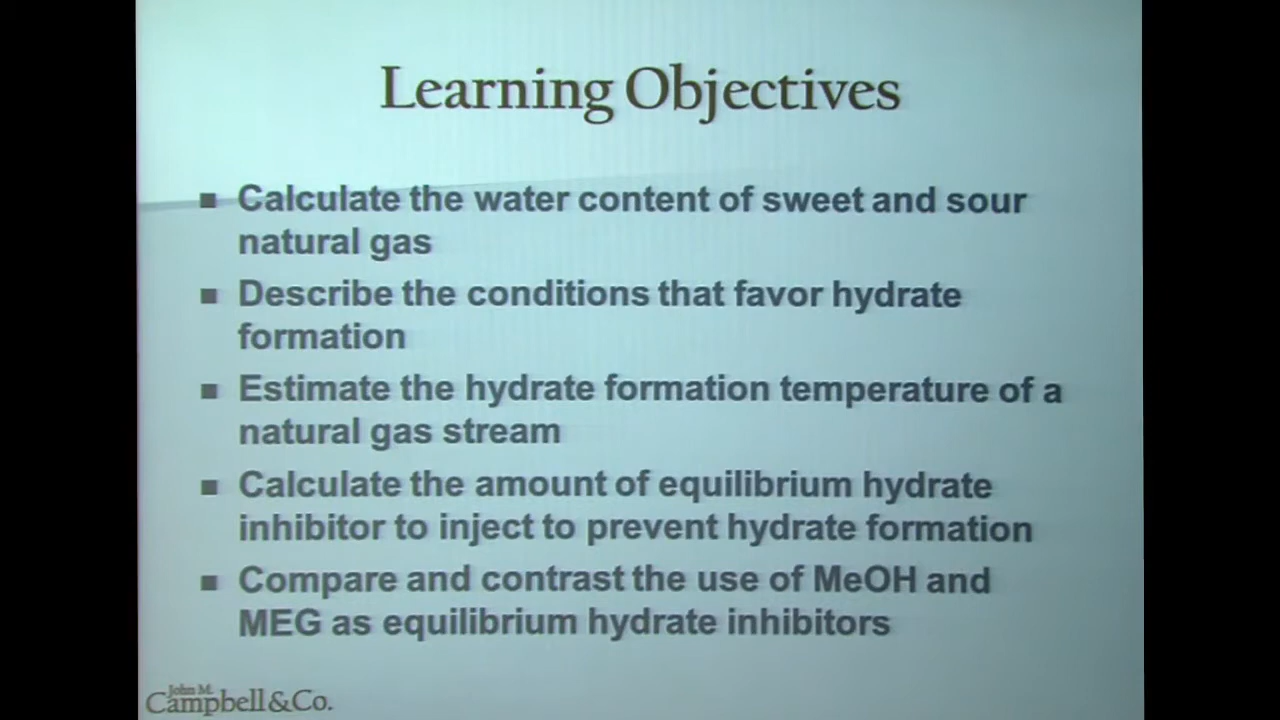 Learning Objectives
■ Calculate the water content of sweet and sour
natural gas
■ Describe the conditions that favor hydrate
formation
■ Estimate the hydrate formation temperature of a
natural gas stream
■ Calculate the amount of equilibrium hydrate
inhibitor to inject to prevent hydrate formation
■ Compare and contrast the use of MeOH and
MEG as equilibrium hydrate inhibitors
John M.
Campbell & Co.